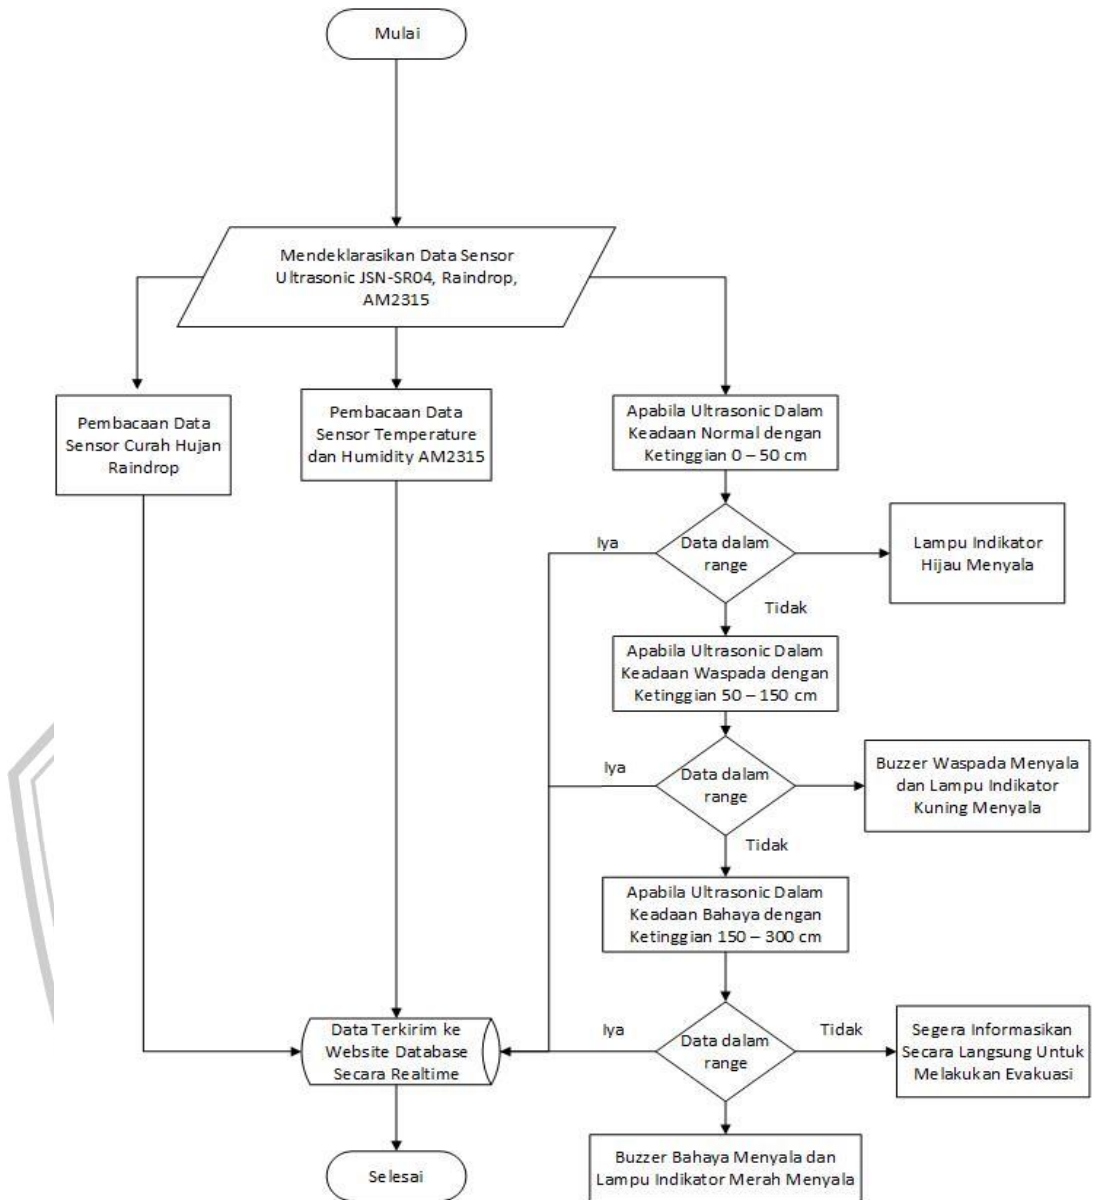 Mulai
Mendeklarasikan Data Sensor
Ultrasonic JSN-SR04, Raindrop,
AM2315
Pembacaan Data
Sensor Curah Hujan
Raindrop
Pembacaan Data
Sensor Temperature
dan Humidity AM2315
Apabila Ultrasonic Dalam
Keadaan Normal dengan
Ketinggian 0 – 50 cm
Iya
Data dalam
range
Lampu Indikator
Hijau Menyala
Tidak
Apabila Ultrasonic Dalam
Keadaan Waspada dengan
Ketinggian 50 – 150 cm
Iya
Data dalam
range
Buzzer Waspada Menyala
dan Lampu Indikator
Kuning Menyala
Tidak
Apabila Ultrasonic Dalam
Keadaan Bahaya dengan
Ketinggian 150 – 300 cm
Data Terkirim ke
Website Database
Secara Realtime
Iya
Data dalam
range
Tidak
Segera Informasikan
Secara Langsung Untuk
Melakukan Evakuasi
Selesai
Buzzer Bahaya Menyala dan
Lampu Indikator Merah Menyala